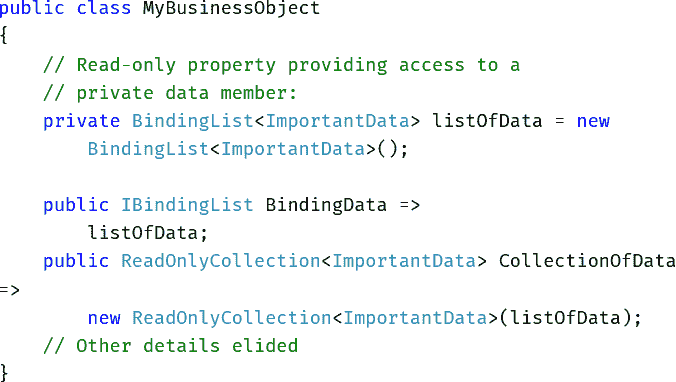 public class MyBusinessObject
{
    // Read-only property providing access to a
    // private data member:
    private BindingList<ImportantData> listOfData = new
        BindingList<ImportantData>();

    public IBindingList BindingData =>
        listOfData;
    public ReadOnlyCollection<ImportantData> CollectionOfData
=>
        new ReadOnlyCollection<ImportantData>(listOfData);
    // Other details elided
}